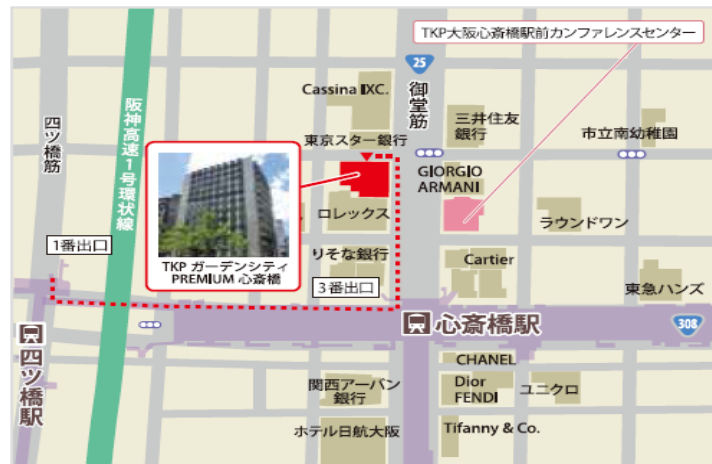 TKP大阪心斎橋駅前カンファレンスセンター
25
御堂筋
Cassina IXC.
三井住友
銀行
市立南幼稚園
四ツ橋筋
阪神高速1号環状線
東京スター銀行
GIORGIO
ARMANI
ロレックス
ラウンドワン
1番出口
TKP ガーデンシティ
PREMIUM 心斎橋
りそな銀行
Cartier
3番出口
東急ハンズ
心斎橋駅
308
四ツ橋駅
CHANEL
関西アーバン
銀行
Dior
FENDI
ユニクロ
ホテル日航大阪
Tifanny & Co.